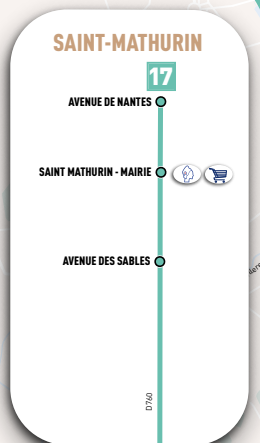 SAINT-MATHURIN
17
AVENUE DE NANTES
SAINT MATHURIN - MAIRIE
AVENUE DES SABLES
D760